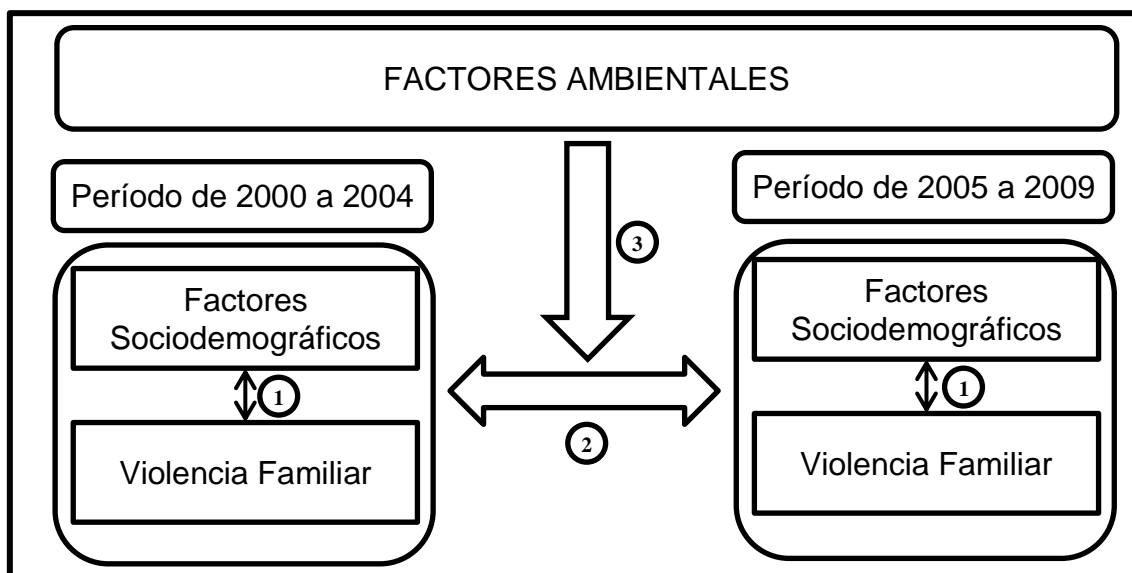 FACTORES AMBIENTALES
Período de 2000 a 2004
Período de 2005 a 2009
3
Factores
Sociodemográficos
1
Violencia Familiar
2
Factores
Sociodemográficos
1
Violencia Familiar